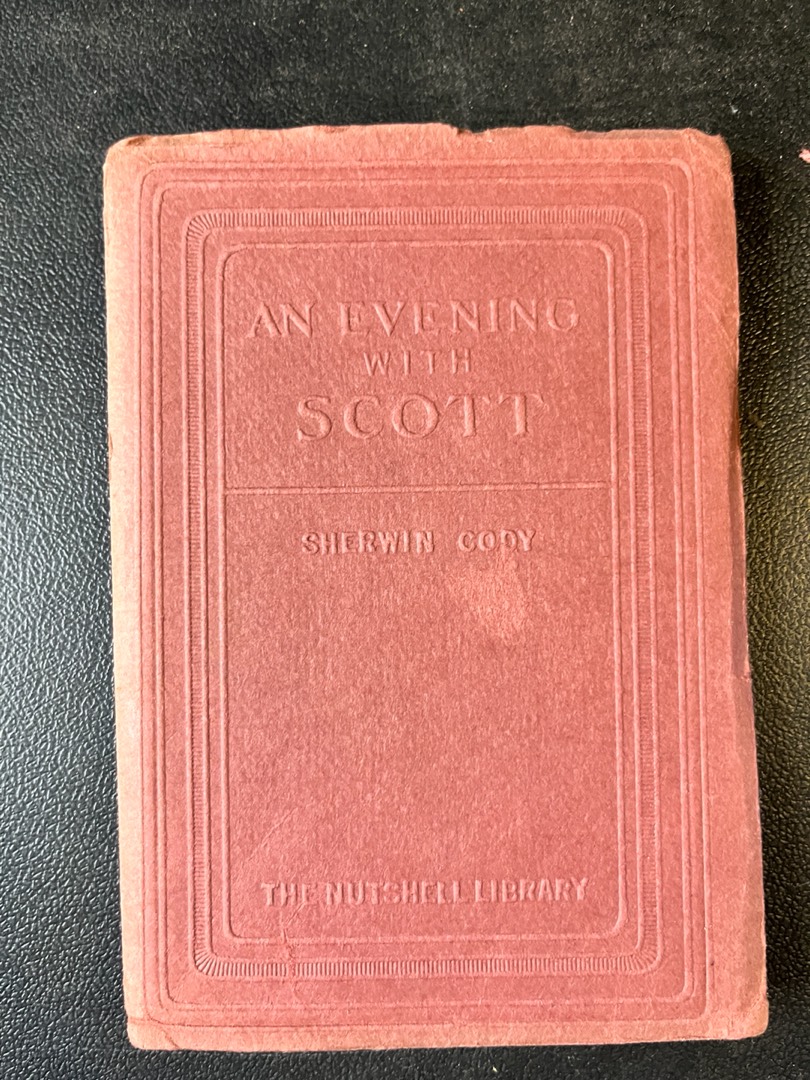 AN EVENING
WITH
SCOTT
SHERWIN CODY
THE NUTSHELL LIBRARY